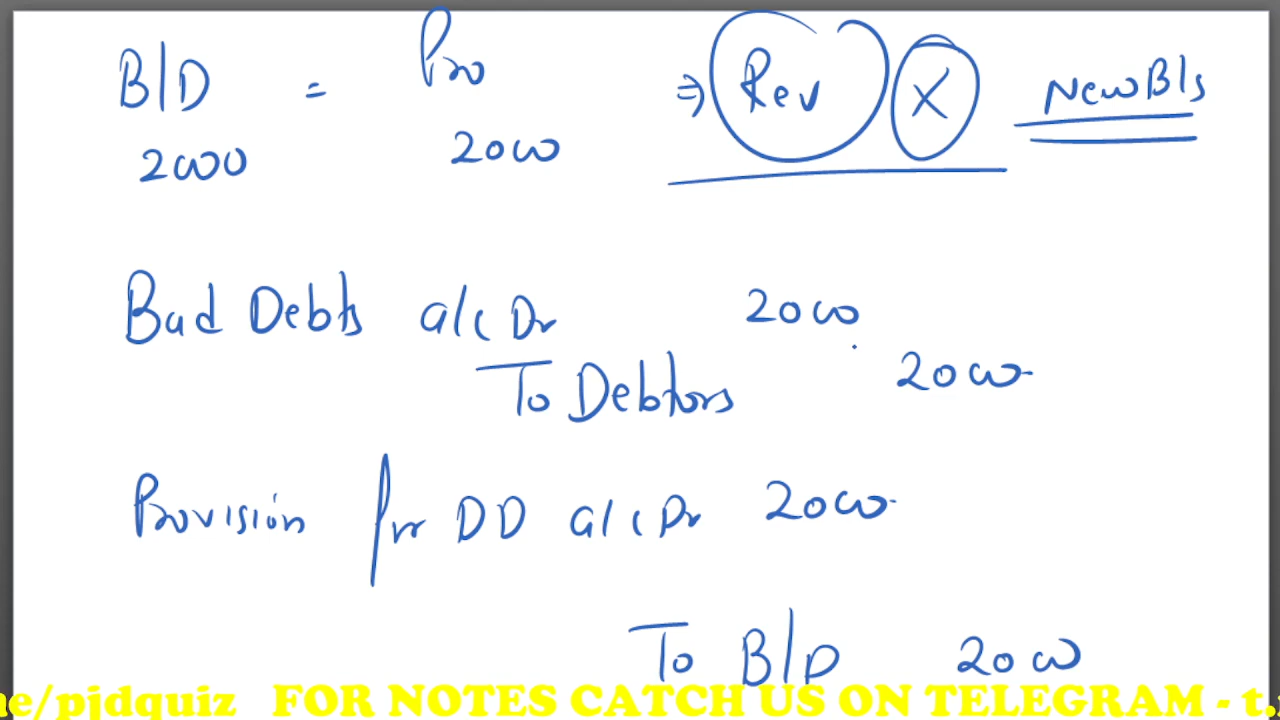 B/D = Pro ⇒ Rev X New B/s
2000 2000
Bad Debts a/c Dr 2000
To Debtors 2000
Provision for DD a/c Dr 2000
To B/D 2000
me/pjdquiz FOR NOTES CATCH US ON TELEGRAM - t.